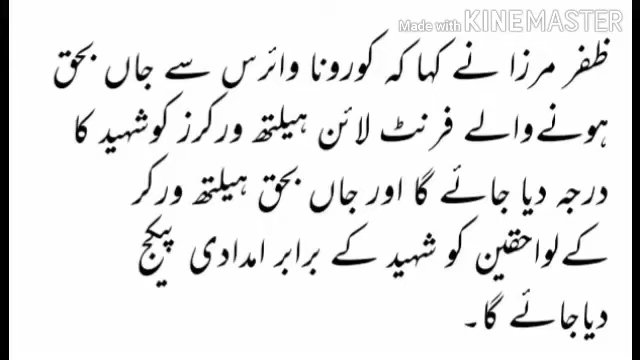 Made with KINEMASTER
ظفر مرزا نے کہا کہ کورونا وائرس سے جاں بحق
ہونے والے فرنٹ لائن ہیلتھ ورکرز کو شہید کا
درجہ دیا جائے گا اور جاں بحق ہیلتھ ورکر
کے لواحقین کو شہید کے برابر امدادی پیکج
دیا جائے گا۔